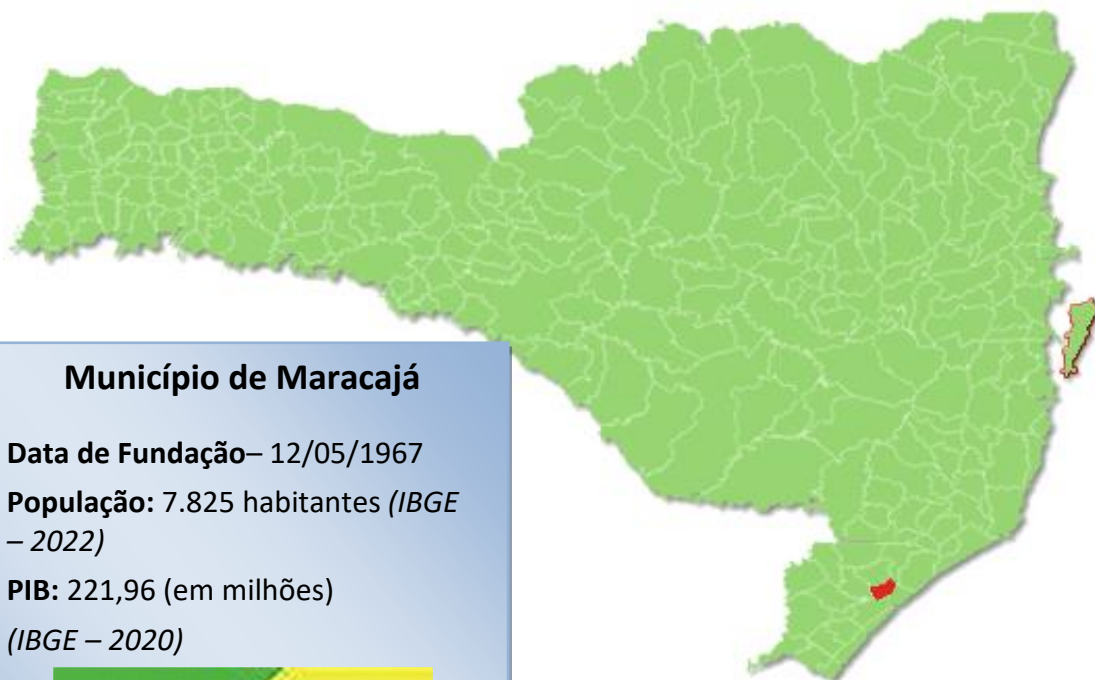 Município de Maracajá
Data de Fundação– 12/05/1967
População: 7.825 habitantes (IBGE
– 2022)
PIB: 221,96 (em milhões)
(IBGE – 2020)